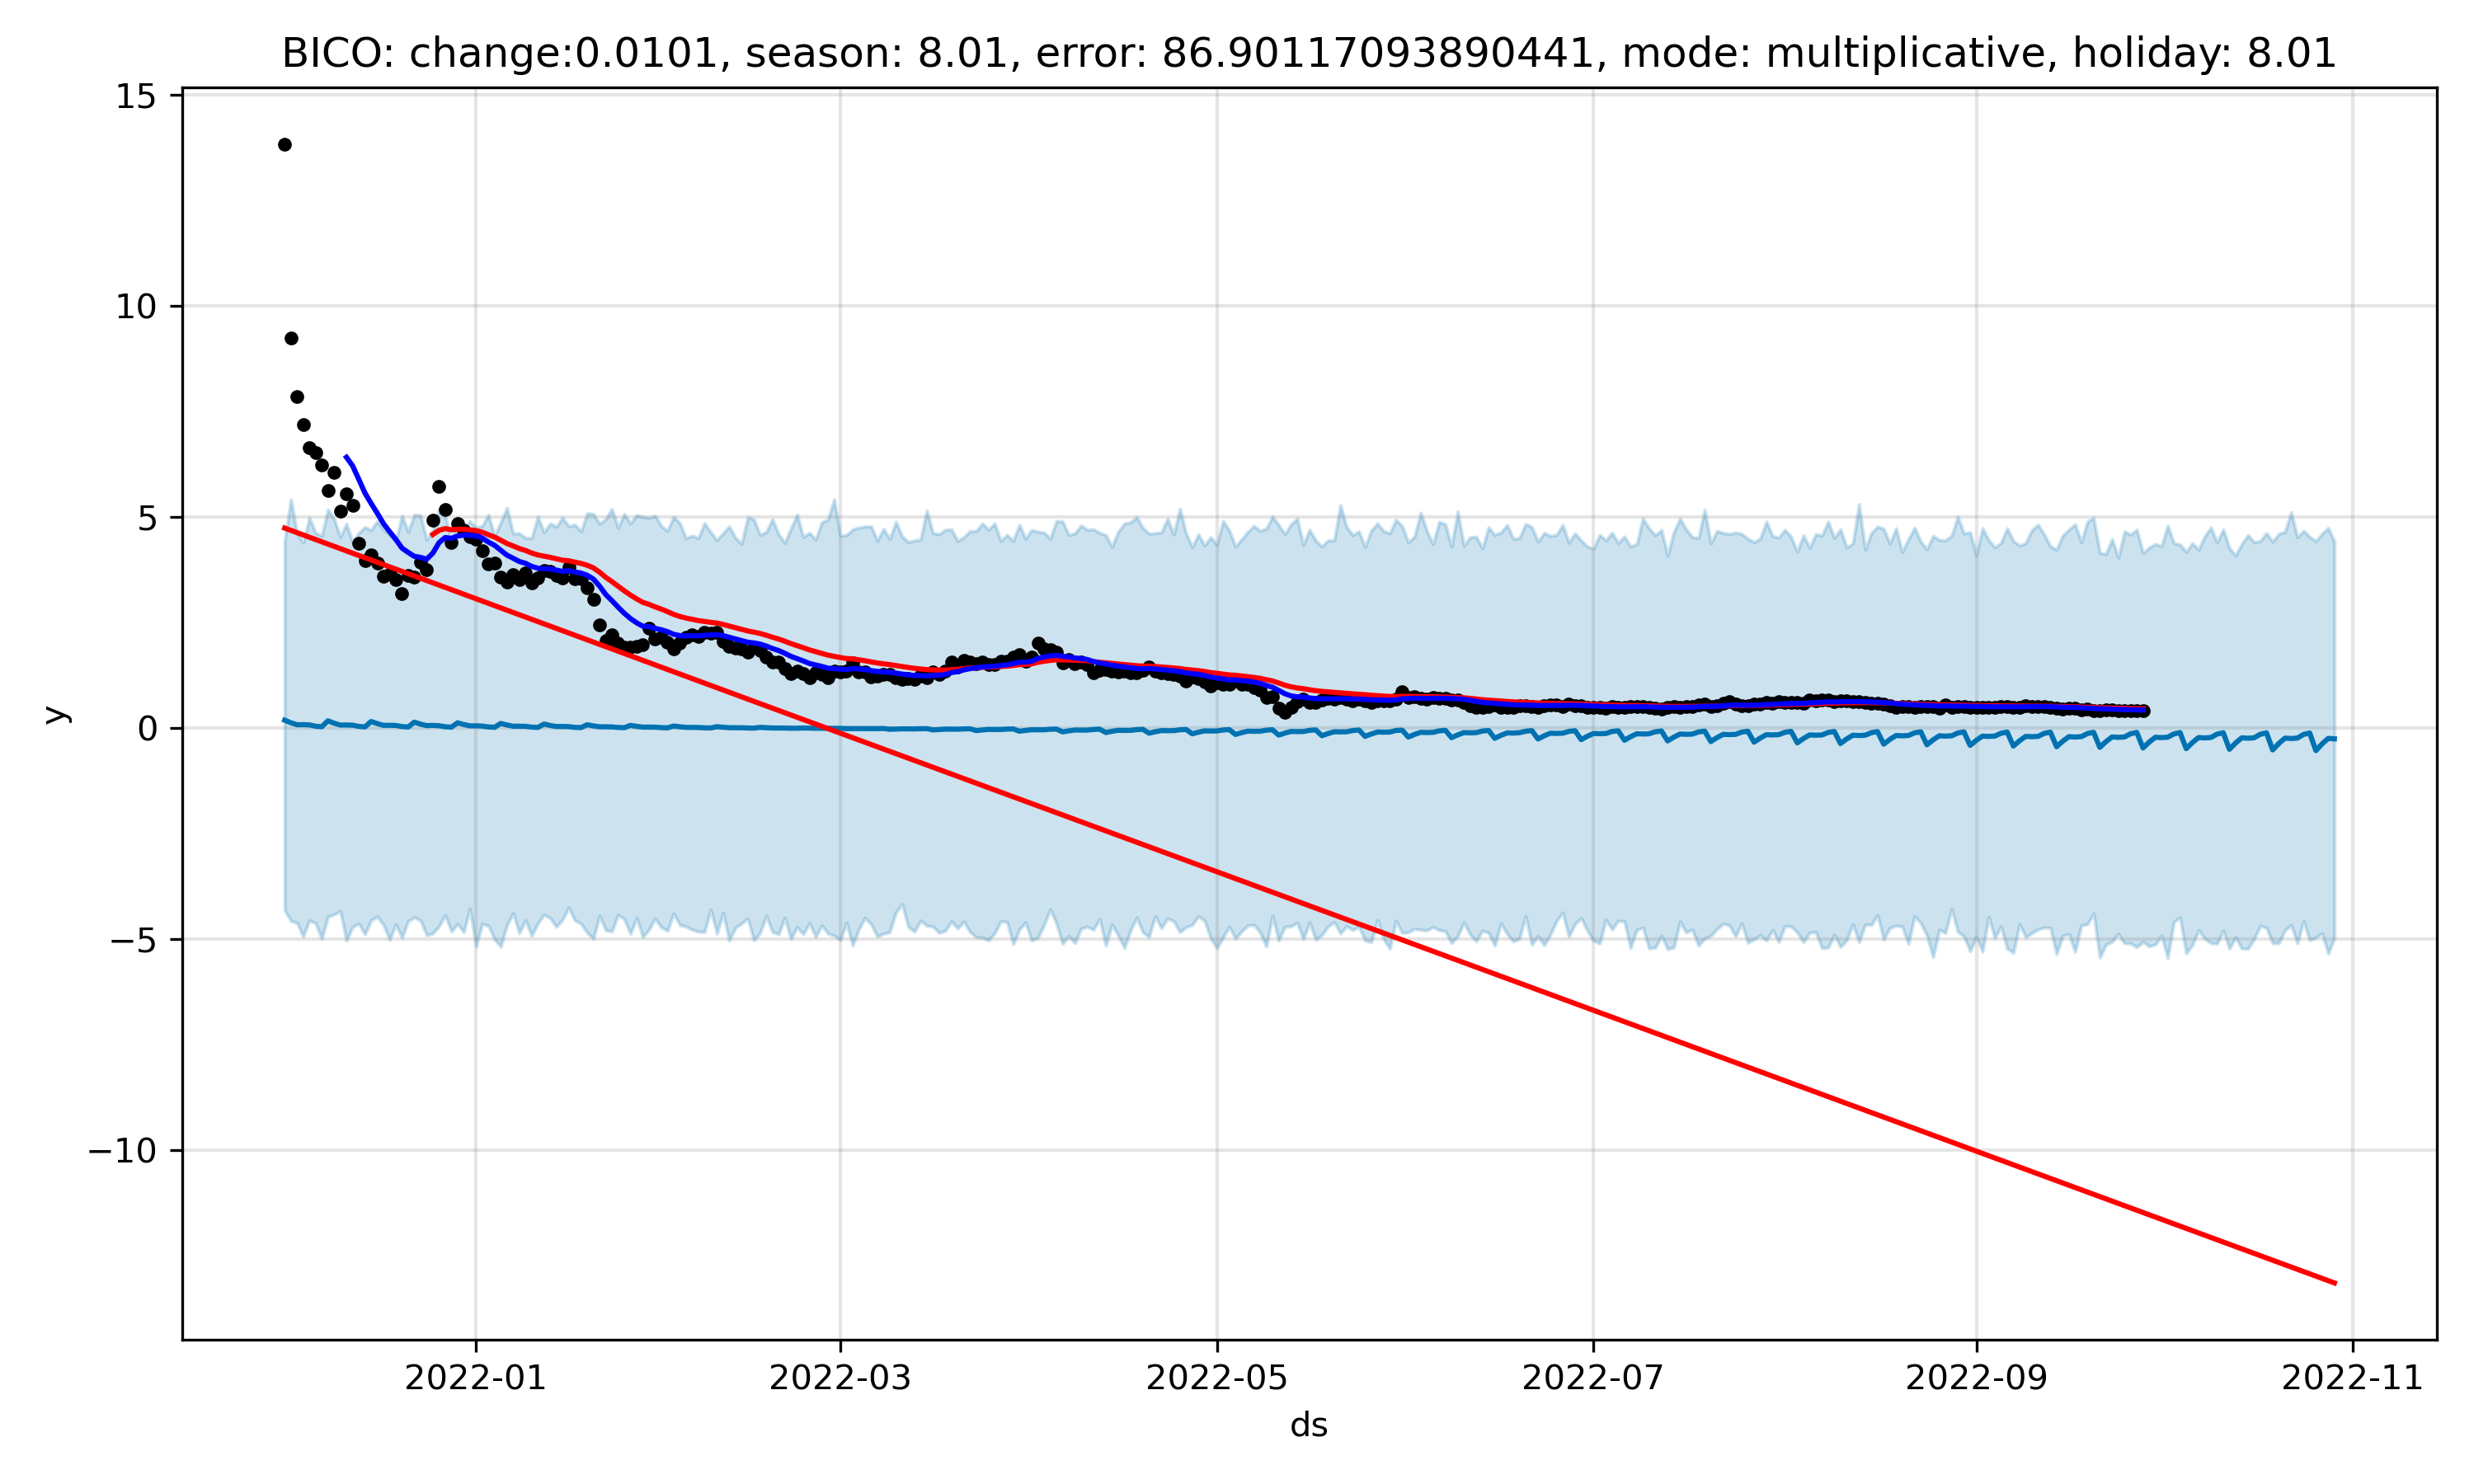 BICO: change:0.0101, season: 8.01, error: 86.90117093890441, mode: multiplicative, holiday: 8.01
15
10
5
0
−5
−10
y
2022-01 2022-03 2022-05 2022-07 2022-09 2022-11
ds